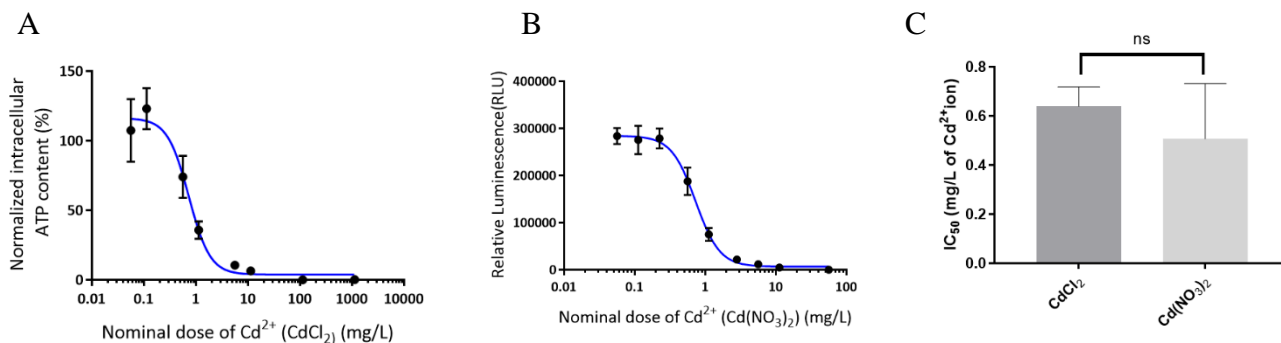 A
Normalized intracellular
ATP content (%)
150
100
50
0
0.01
0.1
1
10
100
1000
10000
Nominal dose of Cd²⁺ (CdCl₂) (mg/L)
B
Relative Luminescence(RLU)
400000
300000
200000
100000
0
0.01
0.1
1
10
100
Nominal dose of Cd²⁺ (Cd(NO₃)₂) (mg/L)
C
ns
IC₅₀ (mg/L of Cd²⁺ion)
0.8
0.6
0.4
0.2
0.0
CdCl₂
Cd(NO₃)₂